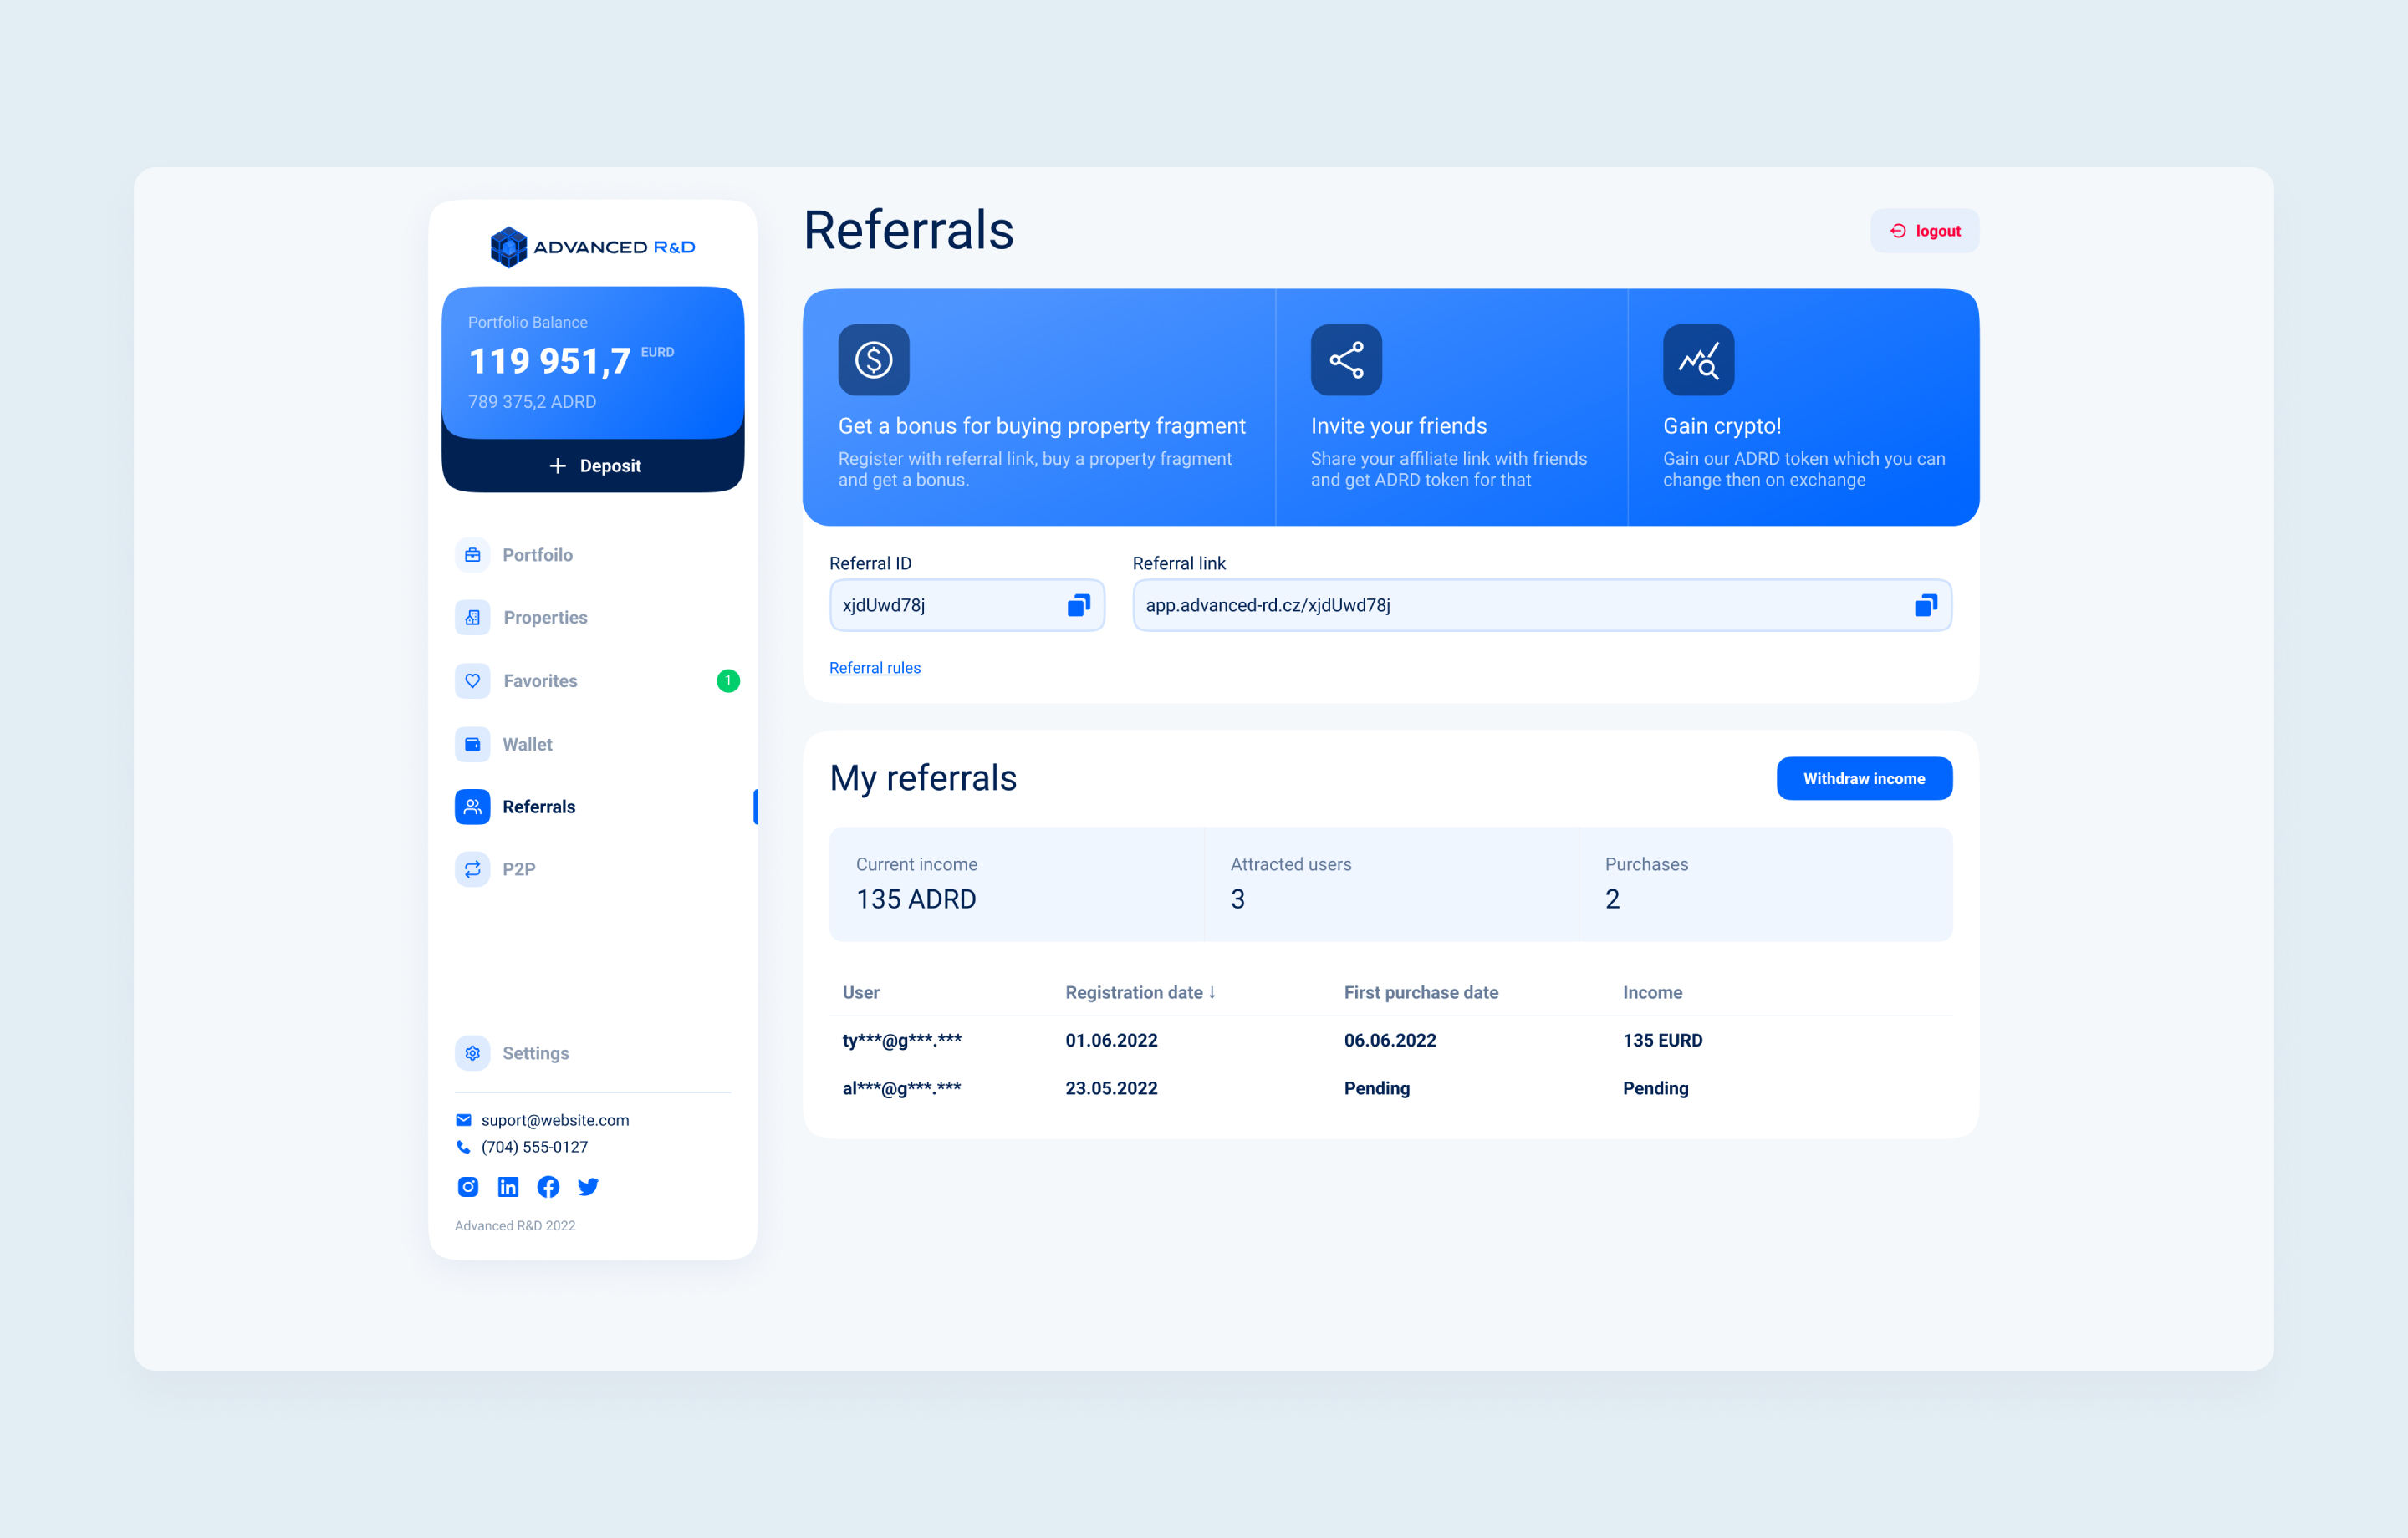 ADVANCED R&D
Portfolio Balance
119 951,7 EURD
789 375,2 ADRD
Deposit
Portfoilo
Properties
Favorites 1
Wallet
Referrals
P2P
Settings
suport@website.com
(704) 555-0127
Advanced R&D 2022
Referrals
logout
Get a bonus for buying property fragment
Register with referral link, buy a property fragment
and get a bonus.
Invite your friends
Share your affiliate link with friends
and get ADRD token for that
Gain crypto!
Gain our ADRD token which you can
change then on exchange
Referral ID
xjdUwd78j
Referral link
app.advanced-rd.cz/xjdUwd78j
Referral rules
My referrals
Withdraw income
Current income
135 ADRD
Attracted users
3
Purchases
2
User Registration date ↓ First purchase date Income
ty***@g***.*** 01.06.2022 06.06.2022 135 EURD
al***@g***.*** 23.05.2022 Pending Pending